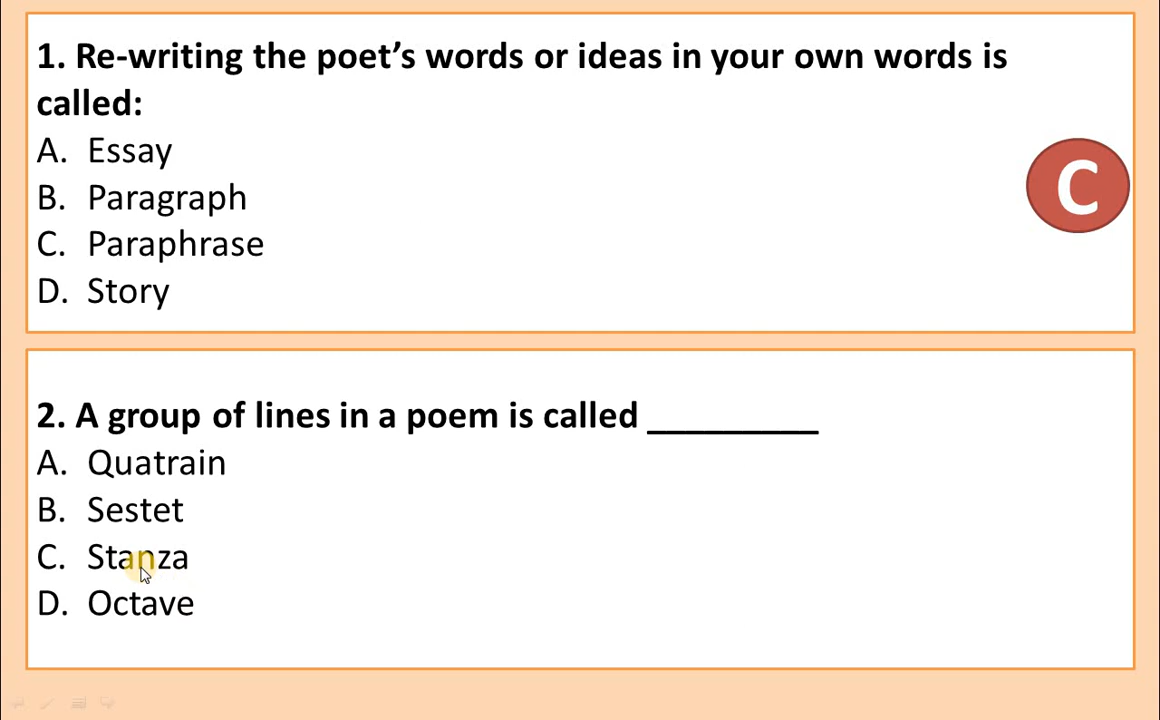 1. Re-writing the poet’s words or ideas in your own words is
called:
A. Essay
B. Paragraph
C. Paraphrase
D. Story
C
2. A group of lines in a poem is called _________
A. Quatrain
B. Sestet
C. Stanza
D. Octave